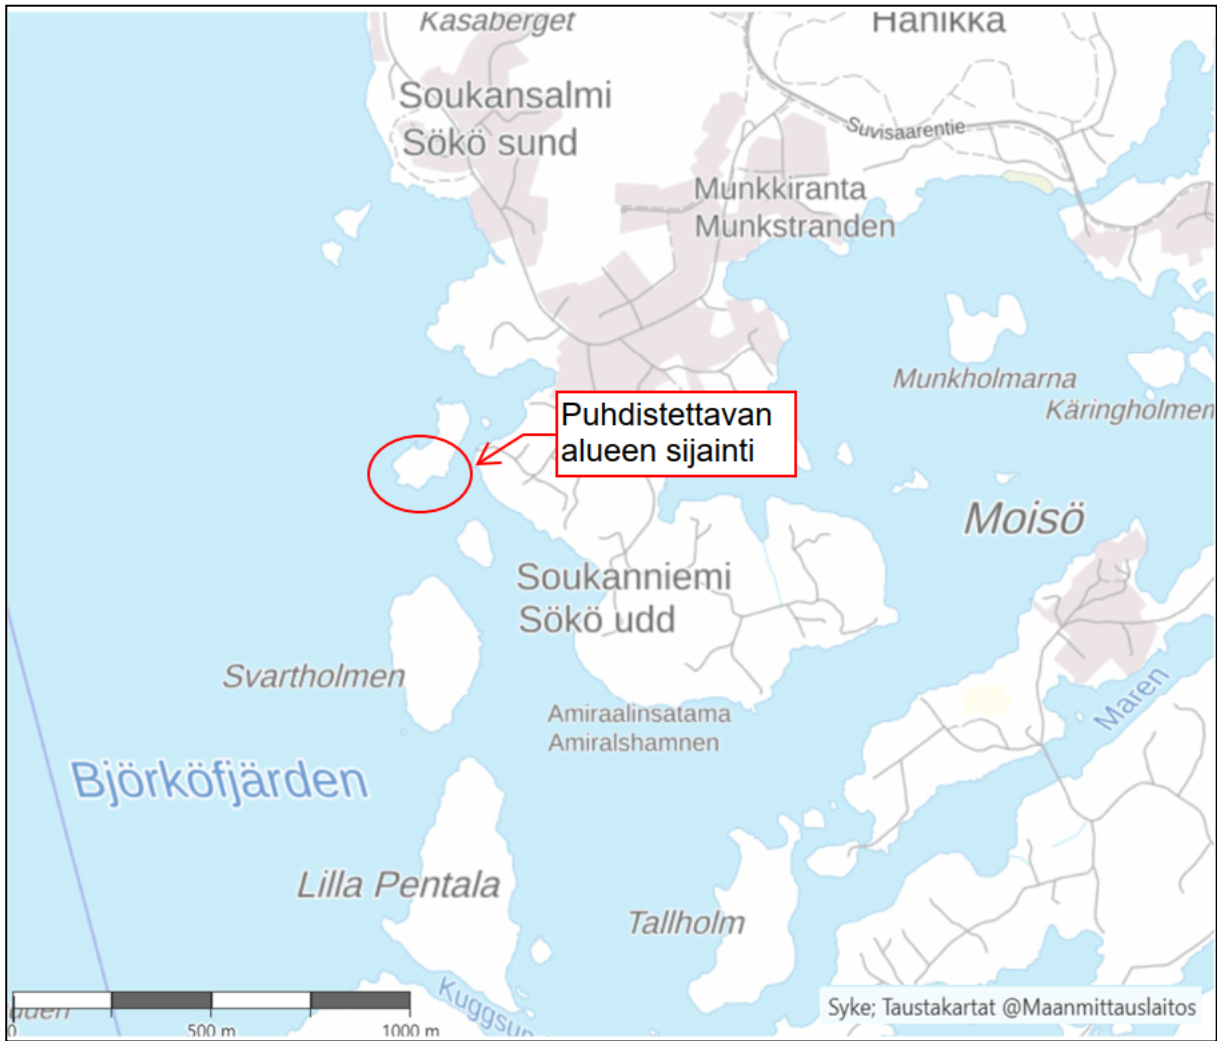 Kasaberget
Hanikka
Soukansalmi
Sökö sund
Suvisaarentie
Munkkiranta
Munkstranden
Munkholmarna
Käringholmen
Puhdistettavan
alueen sijainti
Moisö
Soukanniemi
Sökö udd
Svartholmen
Amiraalinsatama
Amiralshamnen
Maren
Björköfjärden
Lilla Pentala
Tallholm
Kuggsun
0
500 m
1000 m
Syke; Taustakartat @Maanmittauslaitos